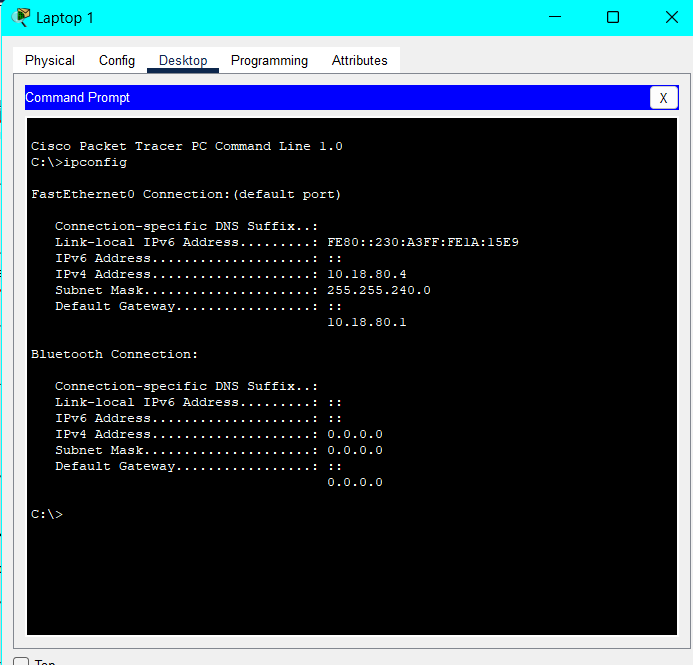 Laptop 1
Physical Config Desktop Programming Attributes
Command Prompt X
Cisco Packet Tracer PC Command Line 1.0
C:\>ipconfig
FastEthernet0 Connection:(default port)
Connection-specific DNS Suffix..:
Link-local IPv6 Address.........: FE80::230:A3FF:FE1A:15E9
IPv6 Address....................: ::
IPv4 Address....................: 10.18.80.4
Subnet Mask.....................: 255.255.240.0
Default Gateway.................: ::
10.18.80.1
Bluetooth Connection:
Connection-specific DNS Suffix..:
Link-local IPv6 Address.........: ::
IPv6 Address....................: ::
IPv4 Address....................: 0.0.0.0
Subnet Mask.....................: 0.0.0.0
Default Gateway.................: ::
0.0.0.0
C:\>
Top